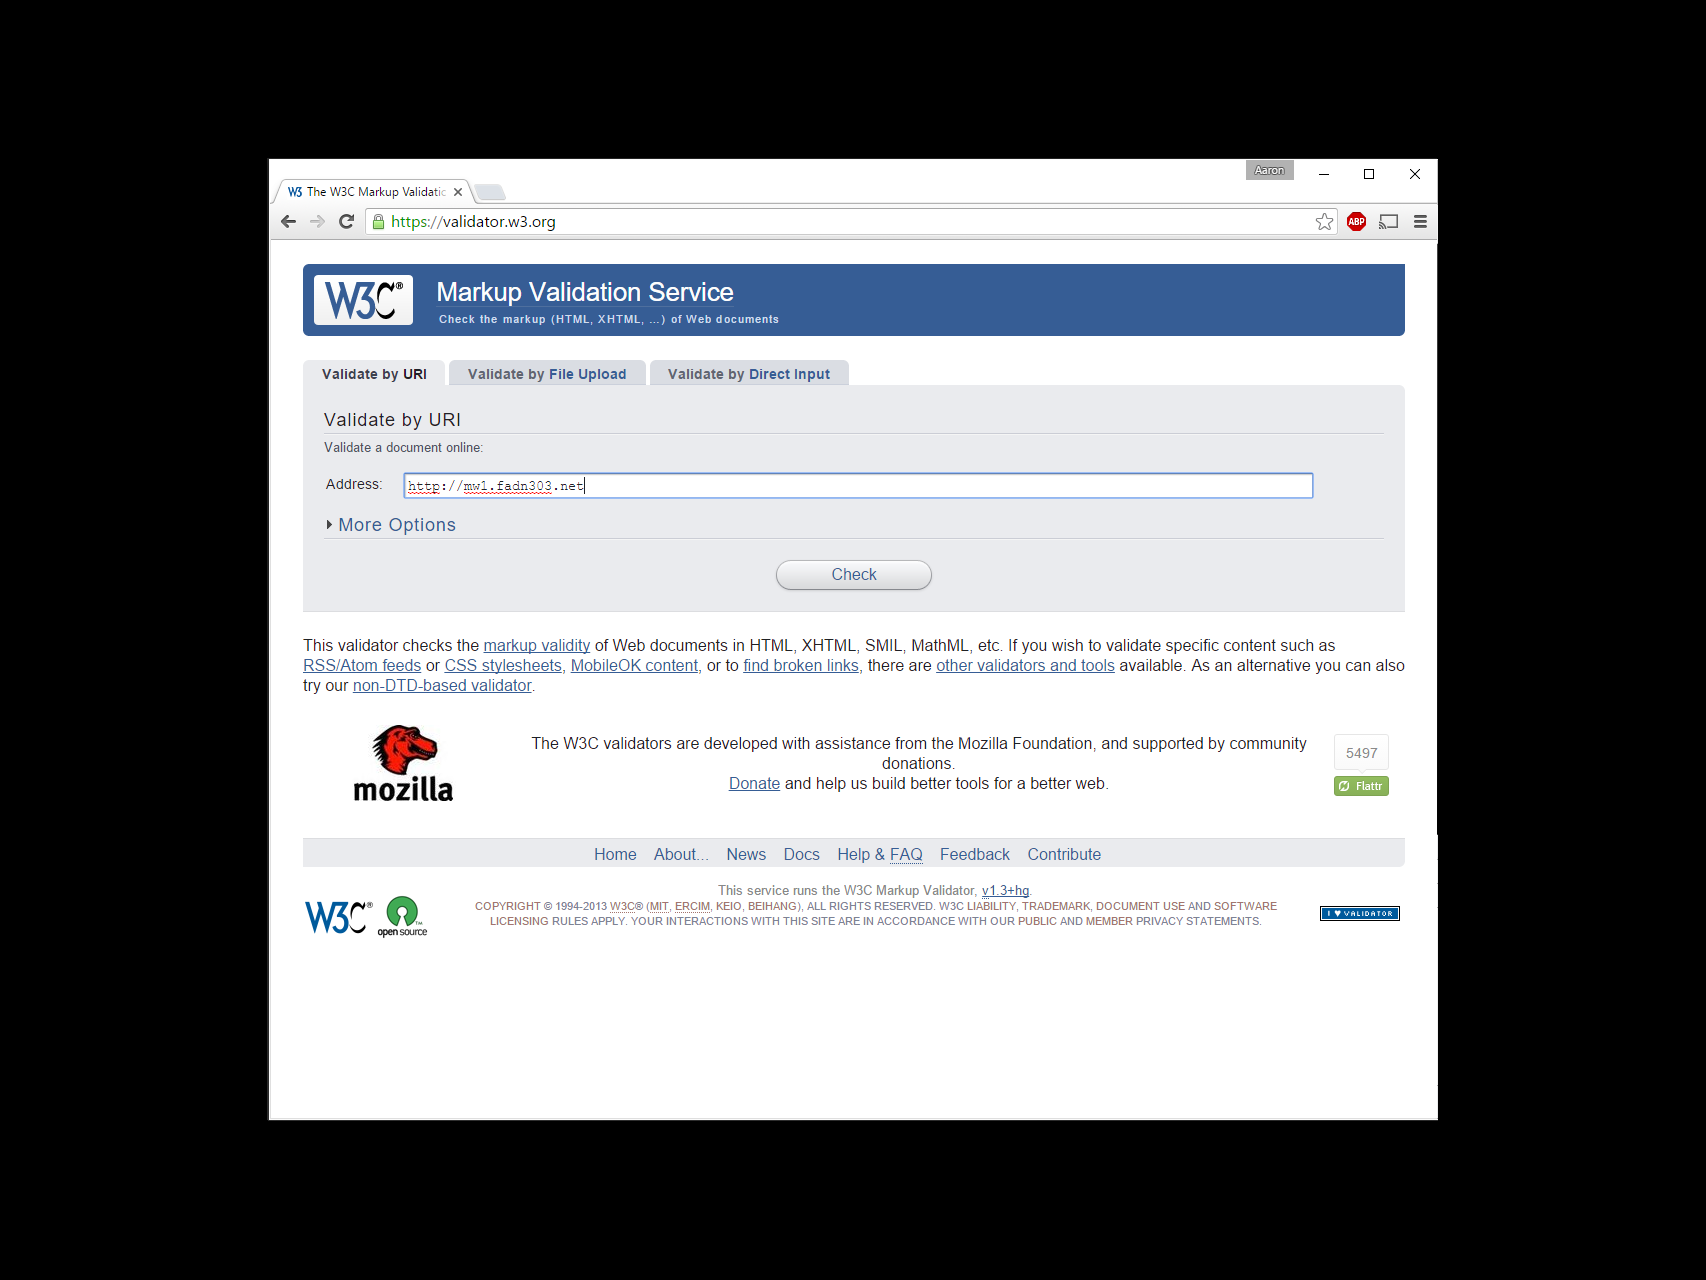 Aaron
W3 The W3C Markup Validatic
https://validator.w3.org
ABP
W3C® Markup Validation Service
Check the markup (HTML, XHTML, …) of Web documents
Validate by URI Validate by File Upload Validate by Direct Input
Validate by URI
Validate a document online:
Address: http://mw1.fadn303.net
More Options
Check
This validator checks the markup validity of Web documents in HTML, XHTML, SMIL, MathML, etc. If you wish to validate specific content such as
RSS/Atom feeds or CSS stylesheets, MobileOK content, or to find broken links, there are other validators and tools available. As an alternative you can also
try our non-DTD-based validator.
mozilla
The W3C validators are developed with assistance from the Mozilla Foundation, and supported by community
donations.
Donate and help us build better tools for a better web.
5497
Flattr
Home About... News Docs Help & FAQ Feedback Contribute
This service runs the W3C Markup Validator, v1.3+hg.
COPYRIGHT © 1994-2013 W3C® (MIT, ERCIM, KEIO, BEIHANG), ALL RIGHTS RESERVED. W3C LIABILITY, TRADEMARK, DOCUMENT USE AND SOFTWARE
LICENSING RULES APPLY. YOUR INTERACTIONS WITH THIS SITE ARE IN ACCORDANCE WITH OUR PUBLIC AND MEMBER PRIVACY STATEMENTS.
W3C®
open source™
I ♥ VALIDATOR